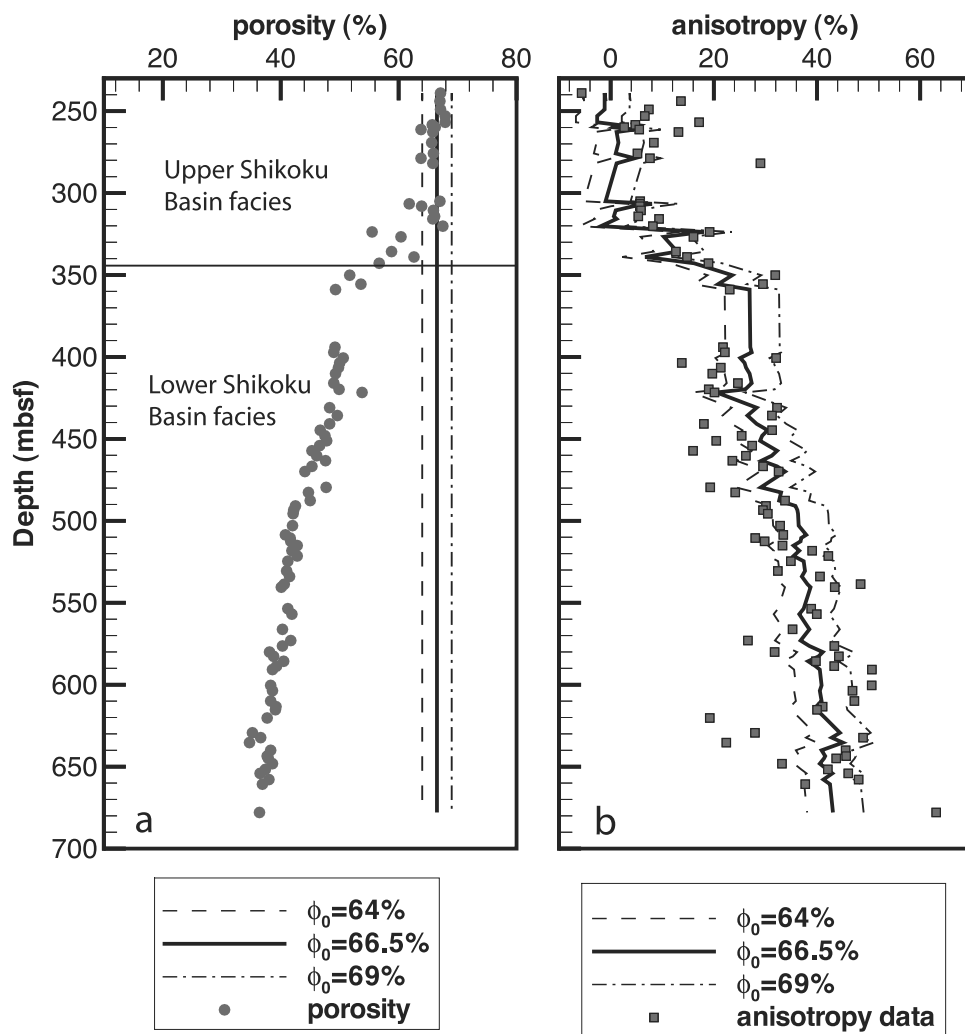 porosity (%)
20 40 60 80
anisotropy (%)
0 20 40 60
Depth (mbsf)
250
300
350
400
450
500
550
600
650
700
Upper Shikoku
Basin facies
Lower Shikoku
Basin facies
a
b
ϕ₀=64%
ϕ₀=66.5%
ϕ₀=69%
porosity
ϕ₀=64%
ϕ₀=66.5%
ϕ₀=69%
anisotropy data